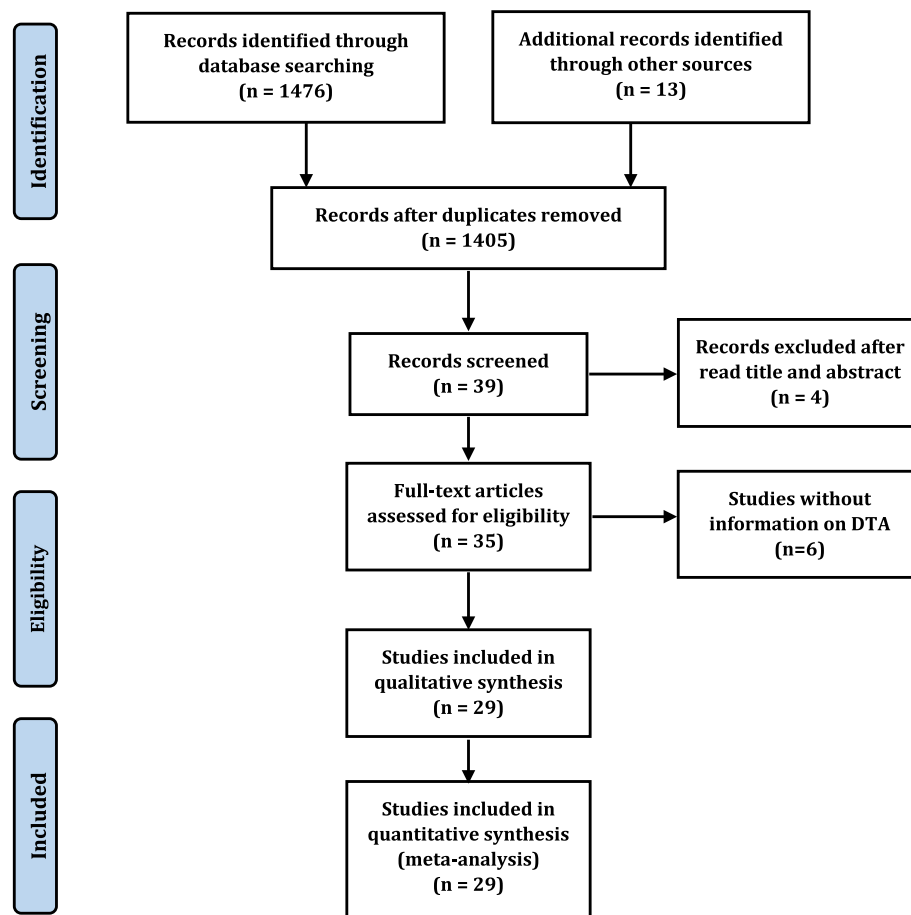 Identification
Records identified through
database searching
(n = 1476)
Additional records identified
through other sources
(n = 13)
Records after duplicates removed
(n = 1405)
Screening
Records screened
(n = 39)
Records excluded after
read title and abstract
(n = 4)
Eligibility
Full-text articles
assessed for eligibility
(n = 35)
Studies without
information on DTA
(n=6)
Studies included in
qualitative synthesis
(n = 29)
Included
Studies included in
quantitative synthesis
(meta-analysis)
(n = 29)